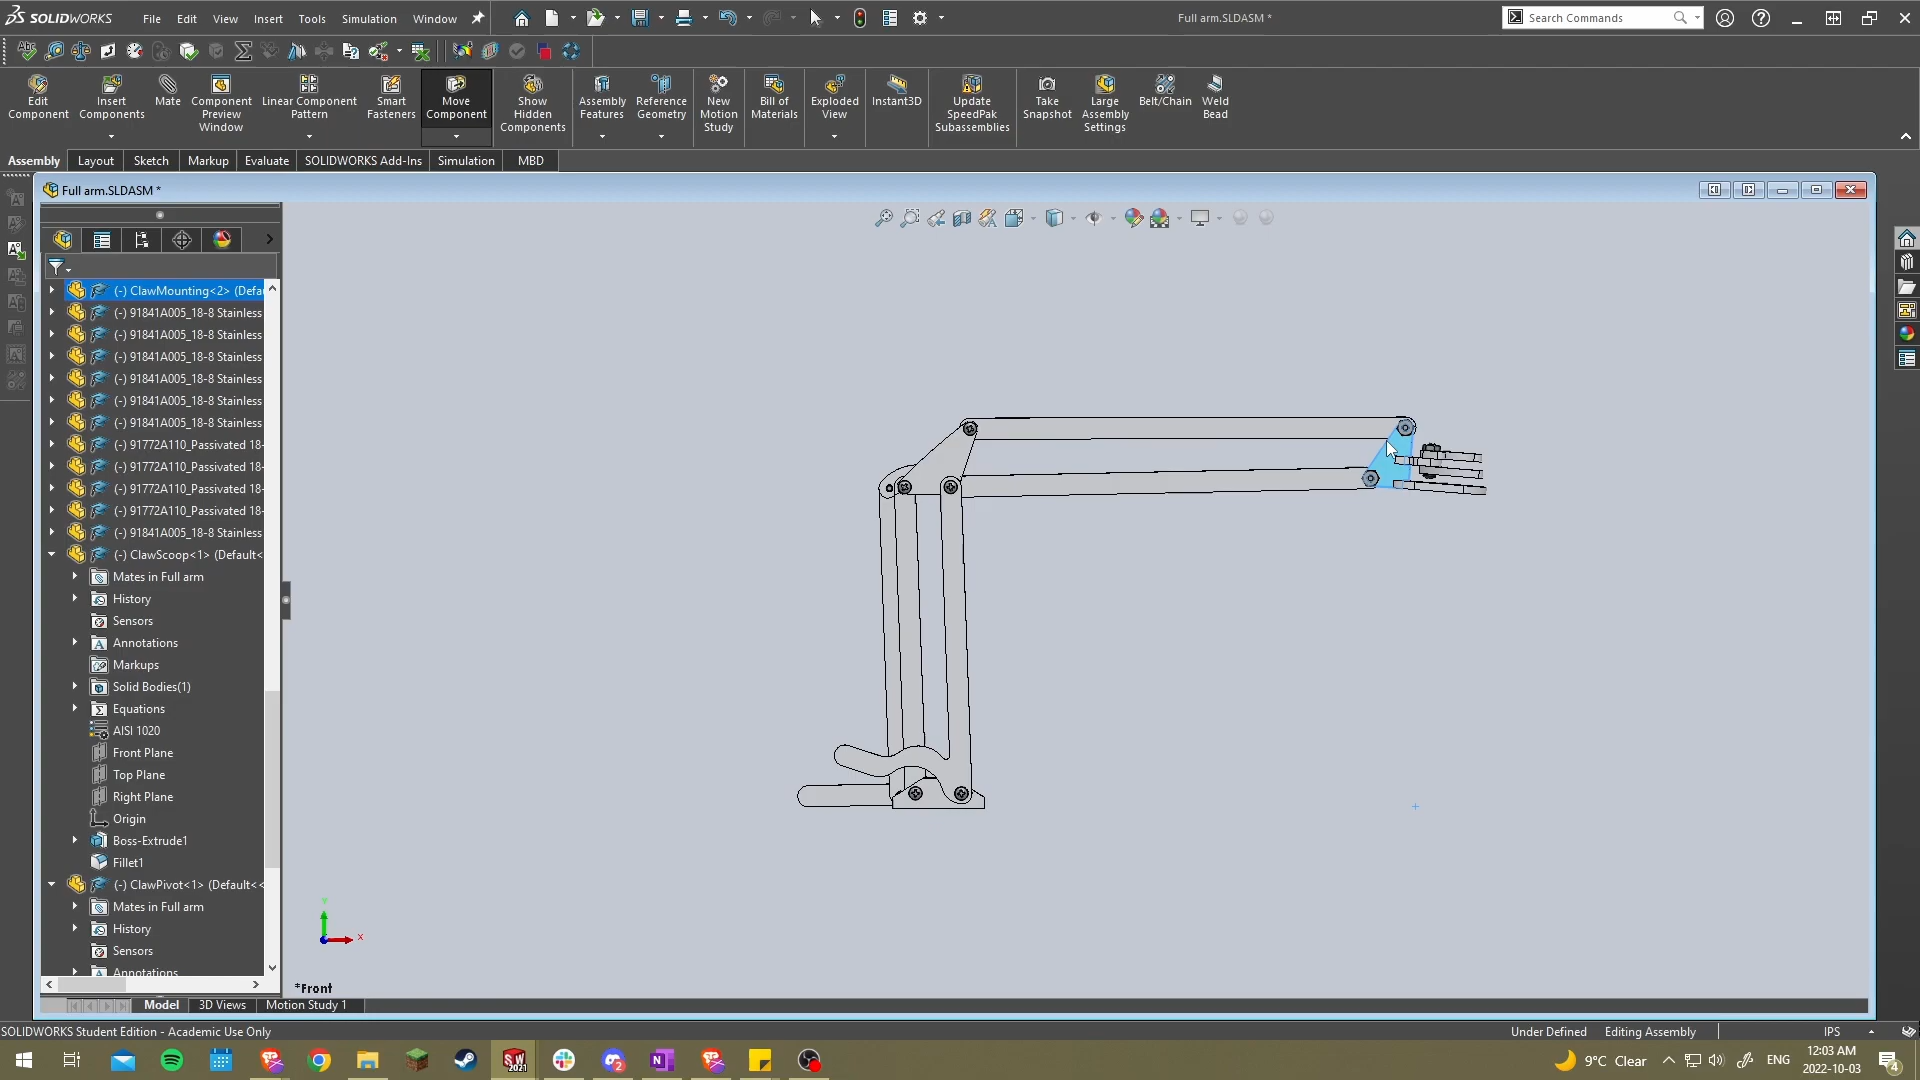 SOLIDWORKS File Edit View Insert Tools Simulation Window Full arm.SLDASM * Search Commands
Edit Component Insert Components Mate Component Preview Window Linear Component Pattern Smart Fasteners Move Component Show Hidden Components Assembly Features Reference Geometry New Motion Study Bill of Materials Exploded View Instant3D Update SpeedPak Subassemblies Take Snapshot Large Assembly Settings Belt/Chain Weld Bead
Assembly Layout Sketch Markup Evaluate SOLIDWORKS Add-Ins Simulation MBD
Full arm.SLDASM *
(-) ClawMounting<2> (Defau
(-) 91841A005_18-8 Stainless
(-) 91841A005_18-8 Stainless
(-) 91841A005_18-8 Stainless
(-) 91841A005_18-8 Stainless
(-) 91841A005_18-8 Stainless
(-) 91841A005_18-8 Stainless
(-) 91772A110_Passivated 18-
(-) 91772A110_Passivated 18-
(-) 91772A110_Passivated 18-
(-) 91772A110_Passivated 18-
(-) 91841A005_18-8 Stainless
(-) ClawScoop<1> (Default<
Mates in Full arm
History
Sensors
Annotations
Markups
Solid Bodies(1)
Equations
AISI 1020
Front Plane
Top Plane
Right Plane
Origin
Boss-Extrude1
Fillet1
(-) ClawPivot<1> (Default<<
Mates in Full arm
History
Sensors
Annotations
Y
X
*Front
Model 3D Views Motion Study 1
SOLIDWORKS Student Edition - Academic Use Only Under Defined Editing Assembly IPS
9°C Clear ENG 12:03 AM
2022-10-03